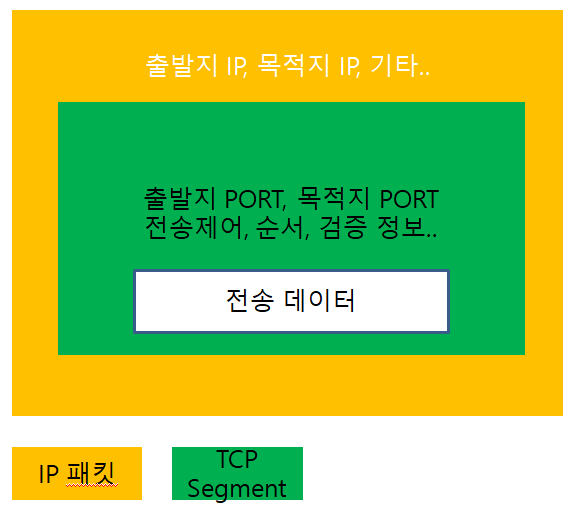 출발지 IP, 목적지 IP, 기타..
출발지 PORT, 목적지 PORT
전송제어, 순서, 검증 정보..
전송 데이터
IP 패킷
TCP
Segment